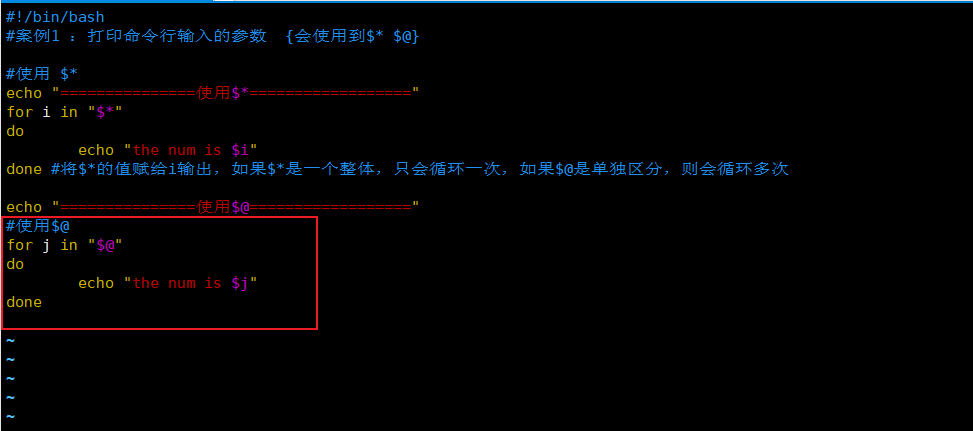 #!/bin/bash
#案例1 ：打印命令行输入的参数  {会使用到$* $@}
#使用 $*
echo "===============使用$*=================="
for i in "$*"
do
        echo "the num is $i"
done #将$*的值赋给i输出，如果$*是一个整体，只会循环一次，如果$@是单独区分，则会循环多次
echo "===============使用$@=================="
#使用$@
for j in "$@"
do
        echo "the num is $j"
done
~
~
~
~
~